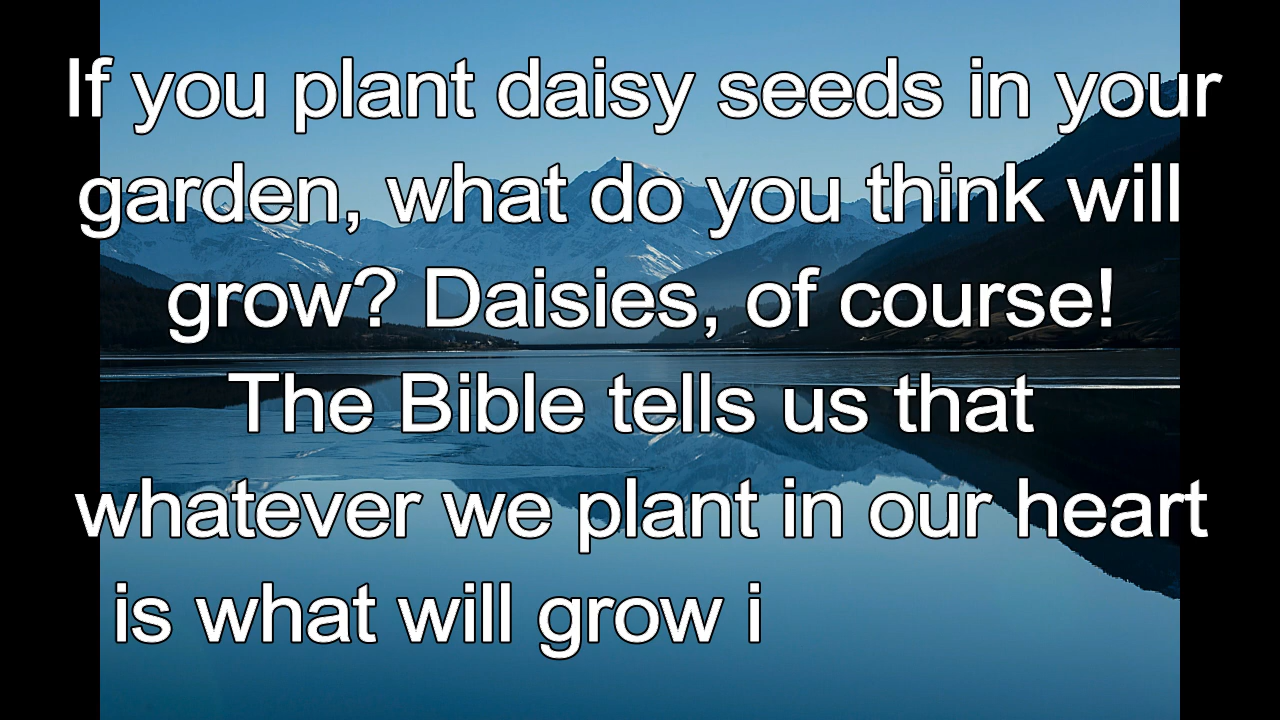 If you plant daisy seeds in your
garden, what do you think will
grow? Daisies, of course!
The Bible tells us that
whatever we plant in our heart
is what will grow i